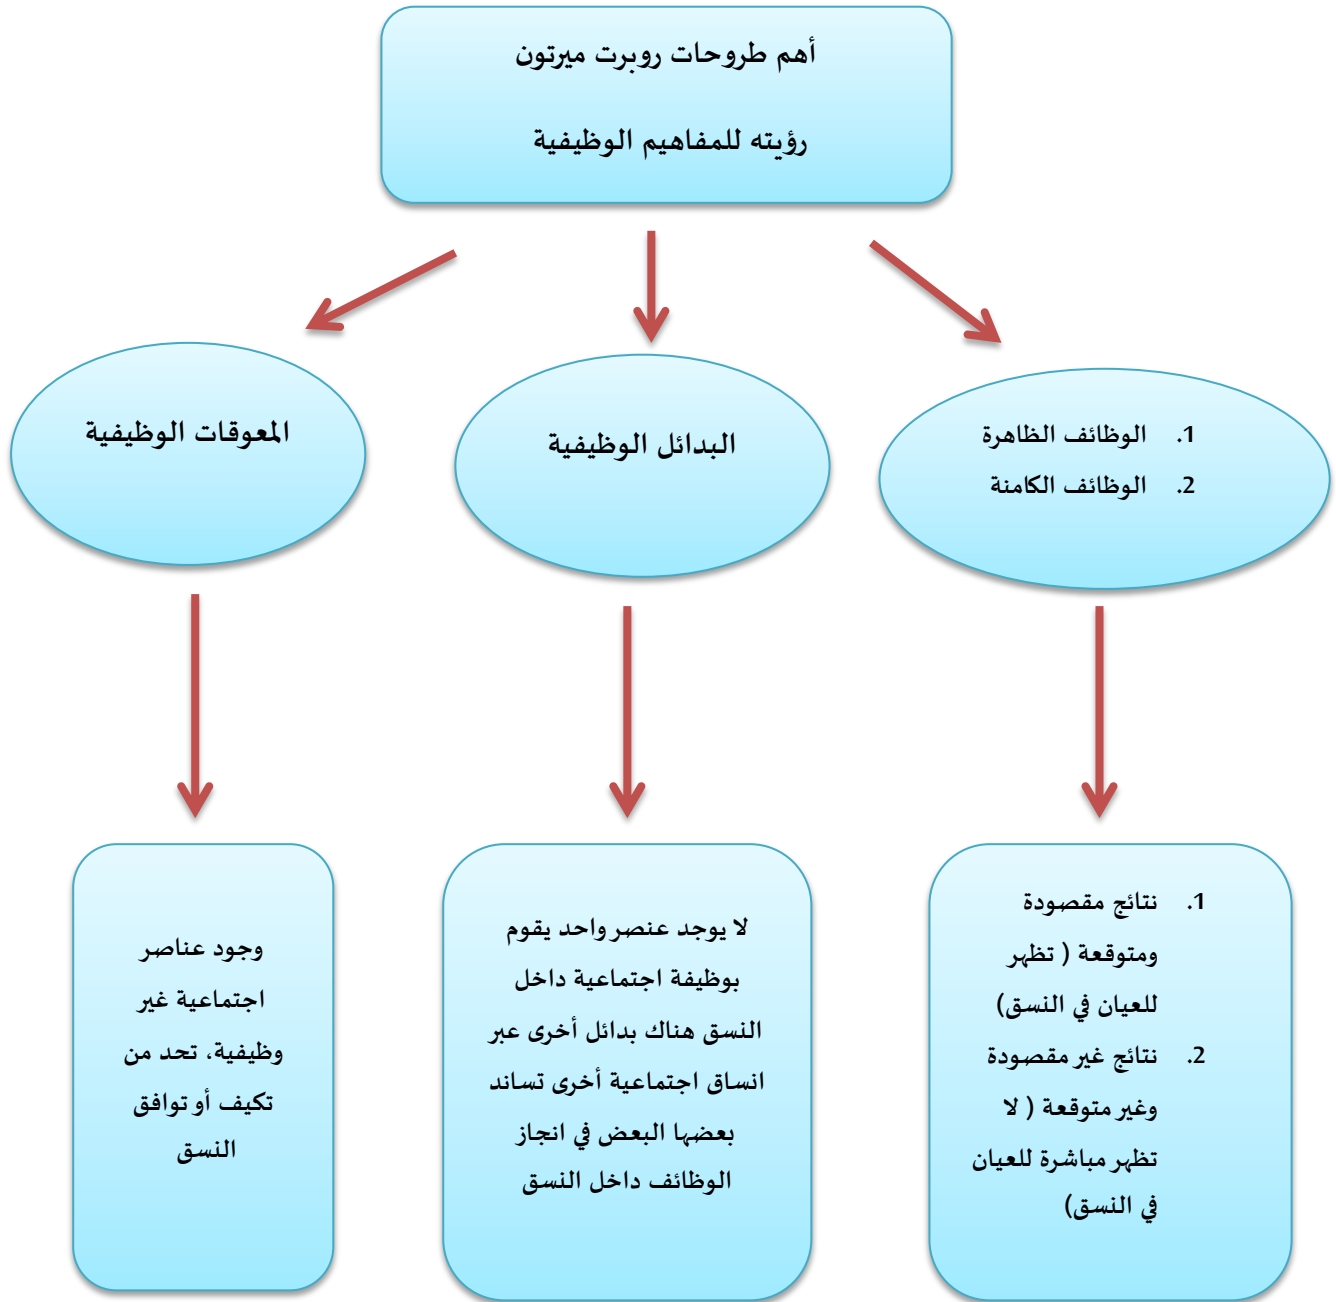 أهم طروحات روبرت ميرتون
رؤيته للمفاهيم الوظيفية
1. الوظائف الظاهرة
2. الوظائف الكامنة
البدائل الوظيفية
المعوقات الوظيفية
1. نتائج مقصودة
ومتوقعة ( تظهر
للعيان في النسق)
2. نتائج غير مقصودة
وغير متوقعة ( لا
تظهر مباشرة للعيان
في النسق)
لا يوجد عنصر واحد يقوم
بوظيفة اجتماعية داخل
النسق هناك بدائل أخرى عبر
انساق اجتماعية أخرى تساند
بعضها البعض في انجاز
الوظائف داخل النسق
وجود عناصر
اجتماعية غير
وظيفية، تحد من
تكيف أو توافق
النسق